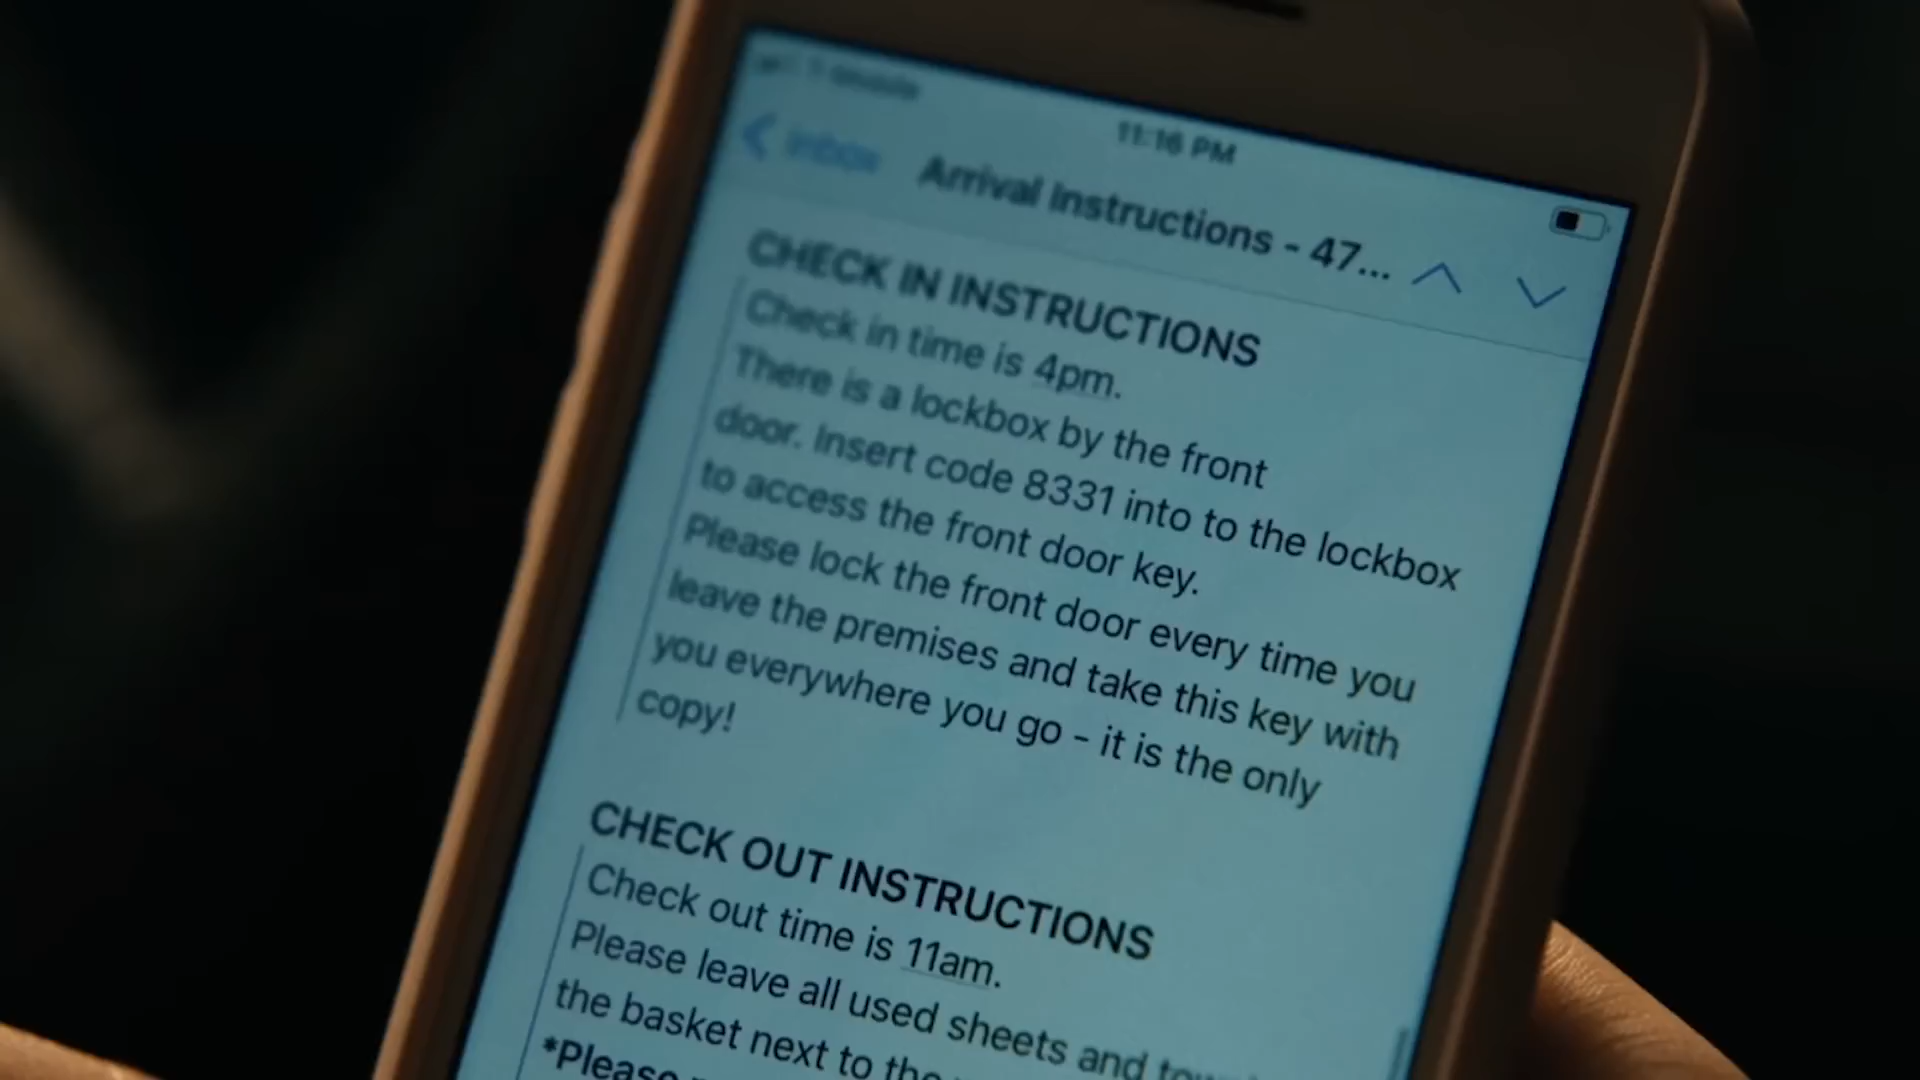 T-Mobile
11:16 PM
Inbox
Arrival Instructions - 47...
CHECK IN INSTRUCTIONS
Check in time is 4pm.
There is a lockbox by the front
door. Insert code 8331 into to the lockbox
to access the front door key.
Please lock the front door every time you
leave the premises and take this key with
you everywhere you go - it is the only
copy!
CHECK OUT INSTRUCTIONS
Check out time is 11am.
Please leave all used sheets and
the basket next to the
*Please